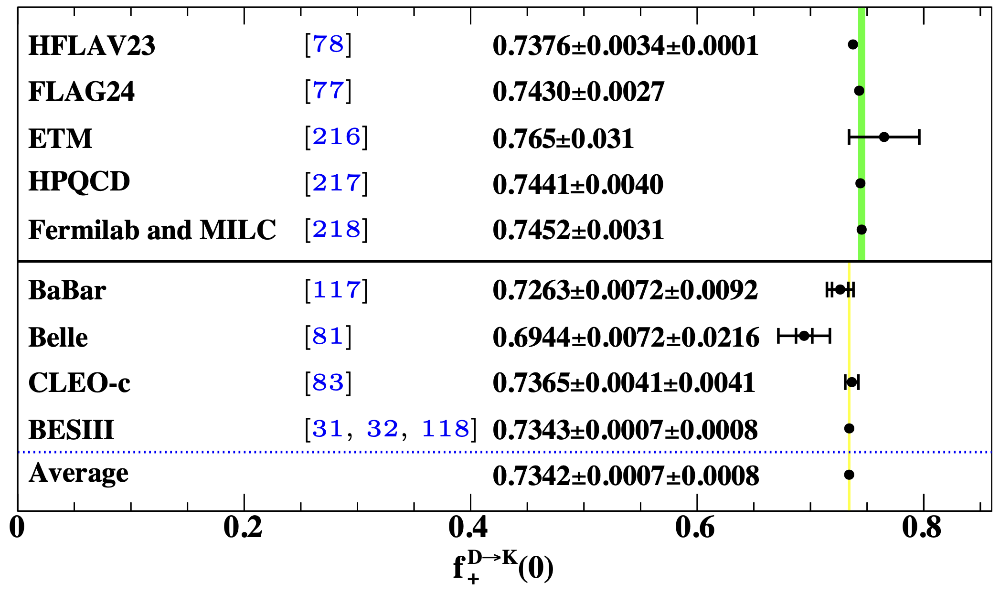 HFLAV23 [78] 0.7376±0.0034±0.0001
FLAG24 [77] 0.7430±0.0027
ETM [216] 0.765±0.031
HPQCD [217] 0.7441±0.0040
Fermilab and MILC [218] 0.7452±0.0031
BaBar [117] 0.7263±0.0072±0.0092
Belle [81] 0.6944±0.0072±0.0216
CLEO-c [83] 0.7365±0.0041±0.0041
BESIII [31, 32, 118] 0.7343±0.0007±0.0008
Average 0.7342±0.0007±0.0008
0 0.2 0.4 0.6 0.8
f₊^{D→K}(0)